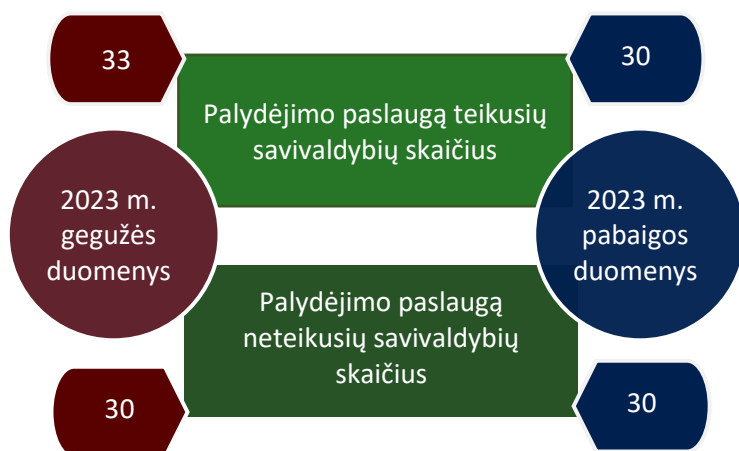 33
30
Palydėjimo paslaugą teikusių
savivaldybių skaičius
2023 m.
gegužės
duomenys
2023 m.
pabaigos
duomenys
Palydėjimo paslaugą
neteikusių savivaldybių
skaičius
30
30